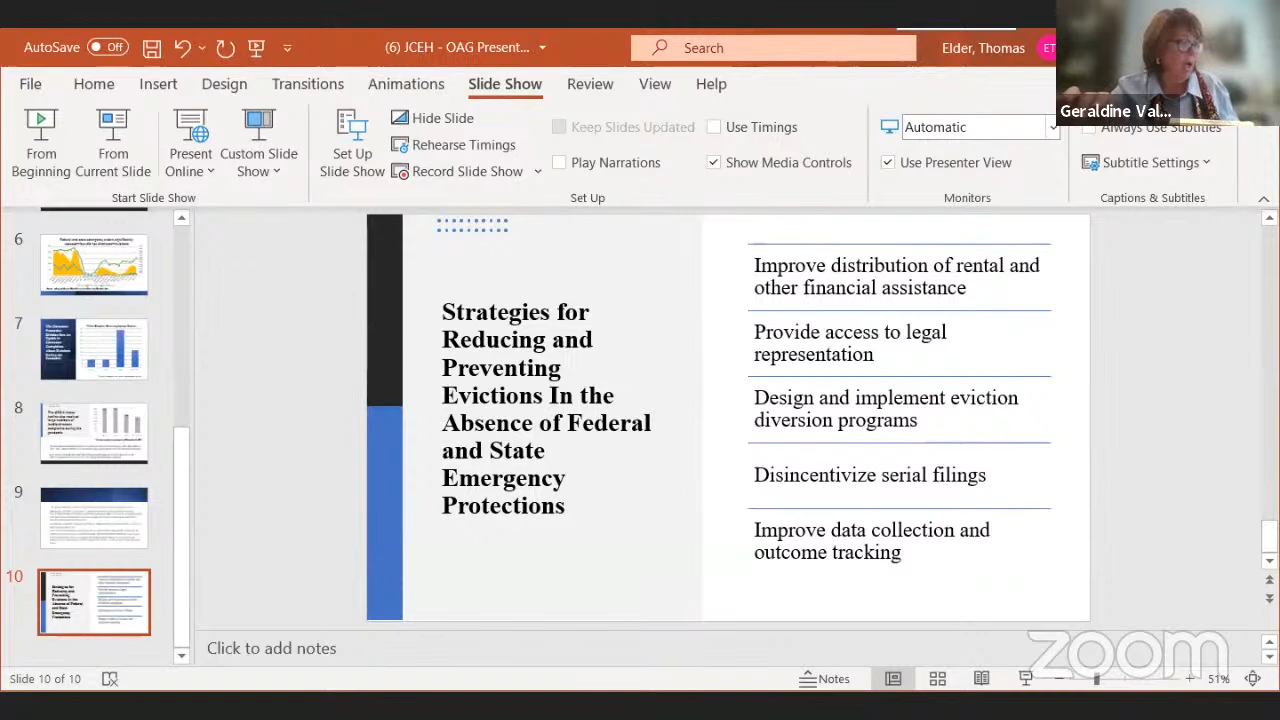 AutoSave Off
(6) JCEH - OAG Present...
Search
Elder, Thomas
ET
Geraldine Val...
File Home Insert Design Transitions Animations Slide Show Review View Help
From Beginning
From Current Slide
Present Online
Custom Slide Show
Start Slide Show
Set Up Slide Show
Hide Slide
Rehearse Timings
Record Slide Show
Keep Slides Updated
Use Timings
Play Narrations
Show Media Controls
Set Up
Automatic
Use Presenter View
Monitors
Always Use Subtitles
Subtitle Settings
Captions & Subtitles
6
7
8
9
10
Strategies for
Reducing and
Preventing
Evictions In the
Absence of Federal
and State
Emergency
Protections
Improve distribution of rental and
other financial assistance
Provide access to legal
representation
Design and implement eviction
diversion programs
Disincentivize serial filings
Improve data collection and
outcome tracking
Click to add notes
zoom
Slide 10 of 10
Notes
51%